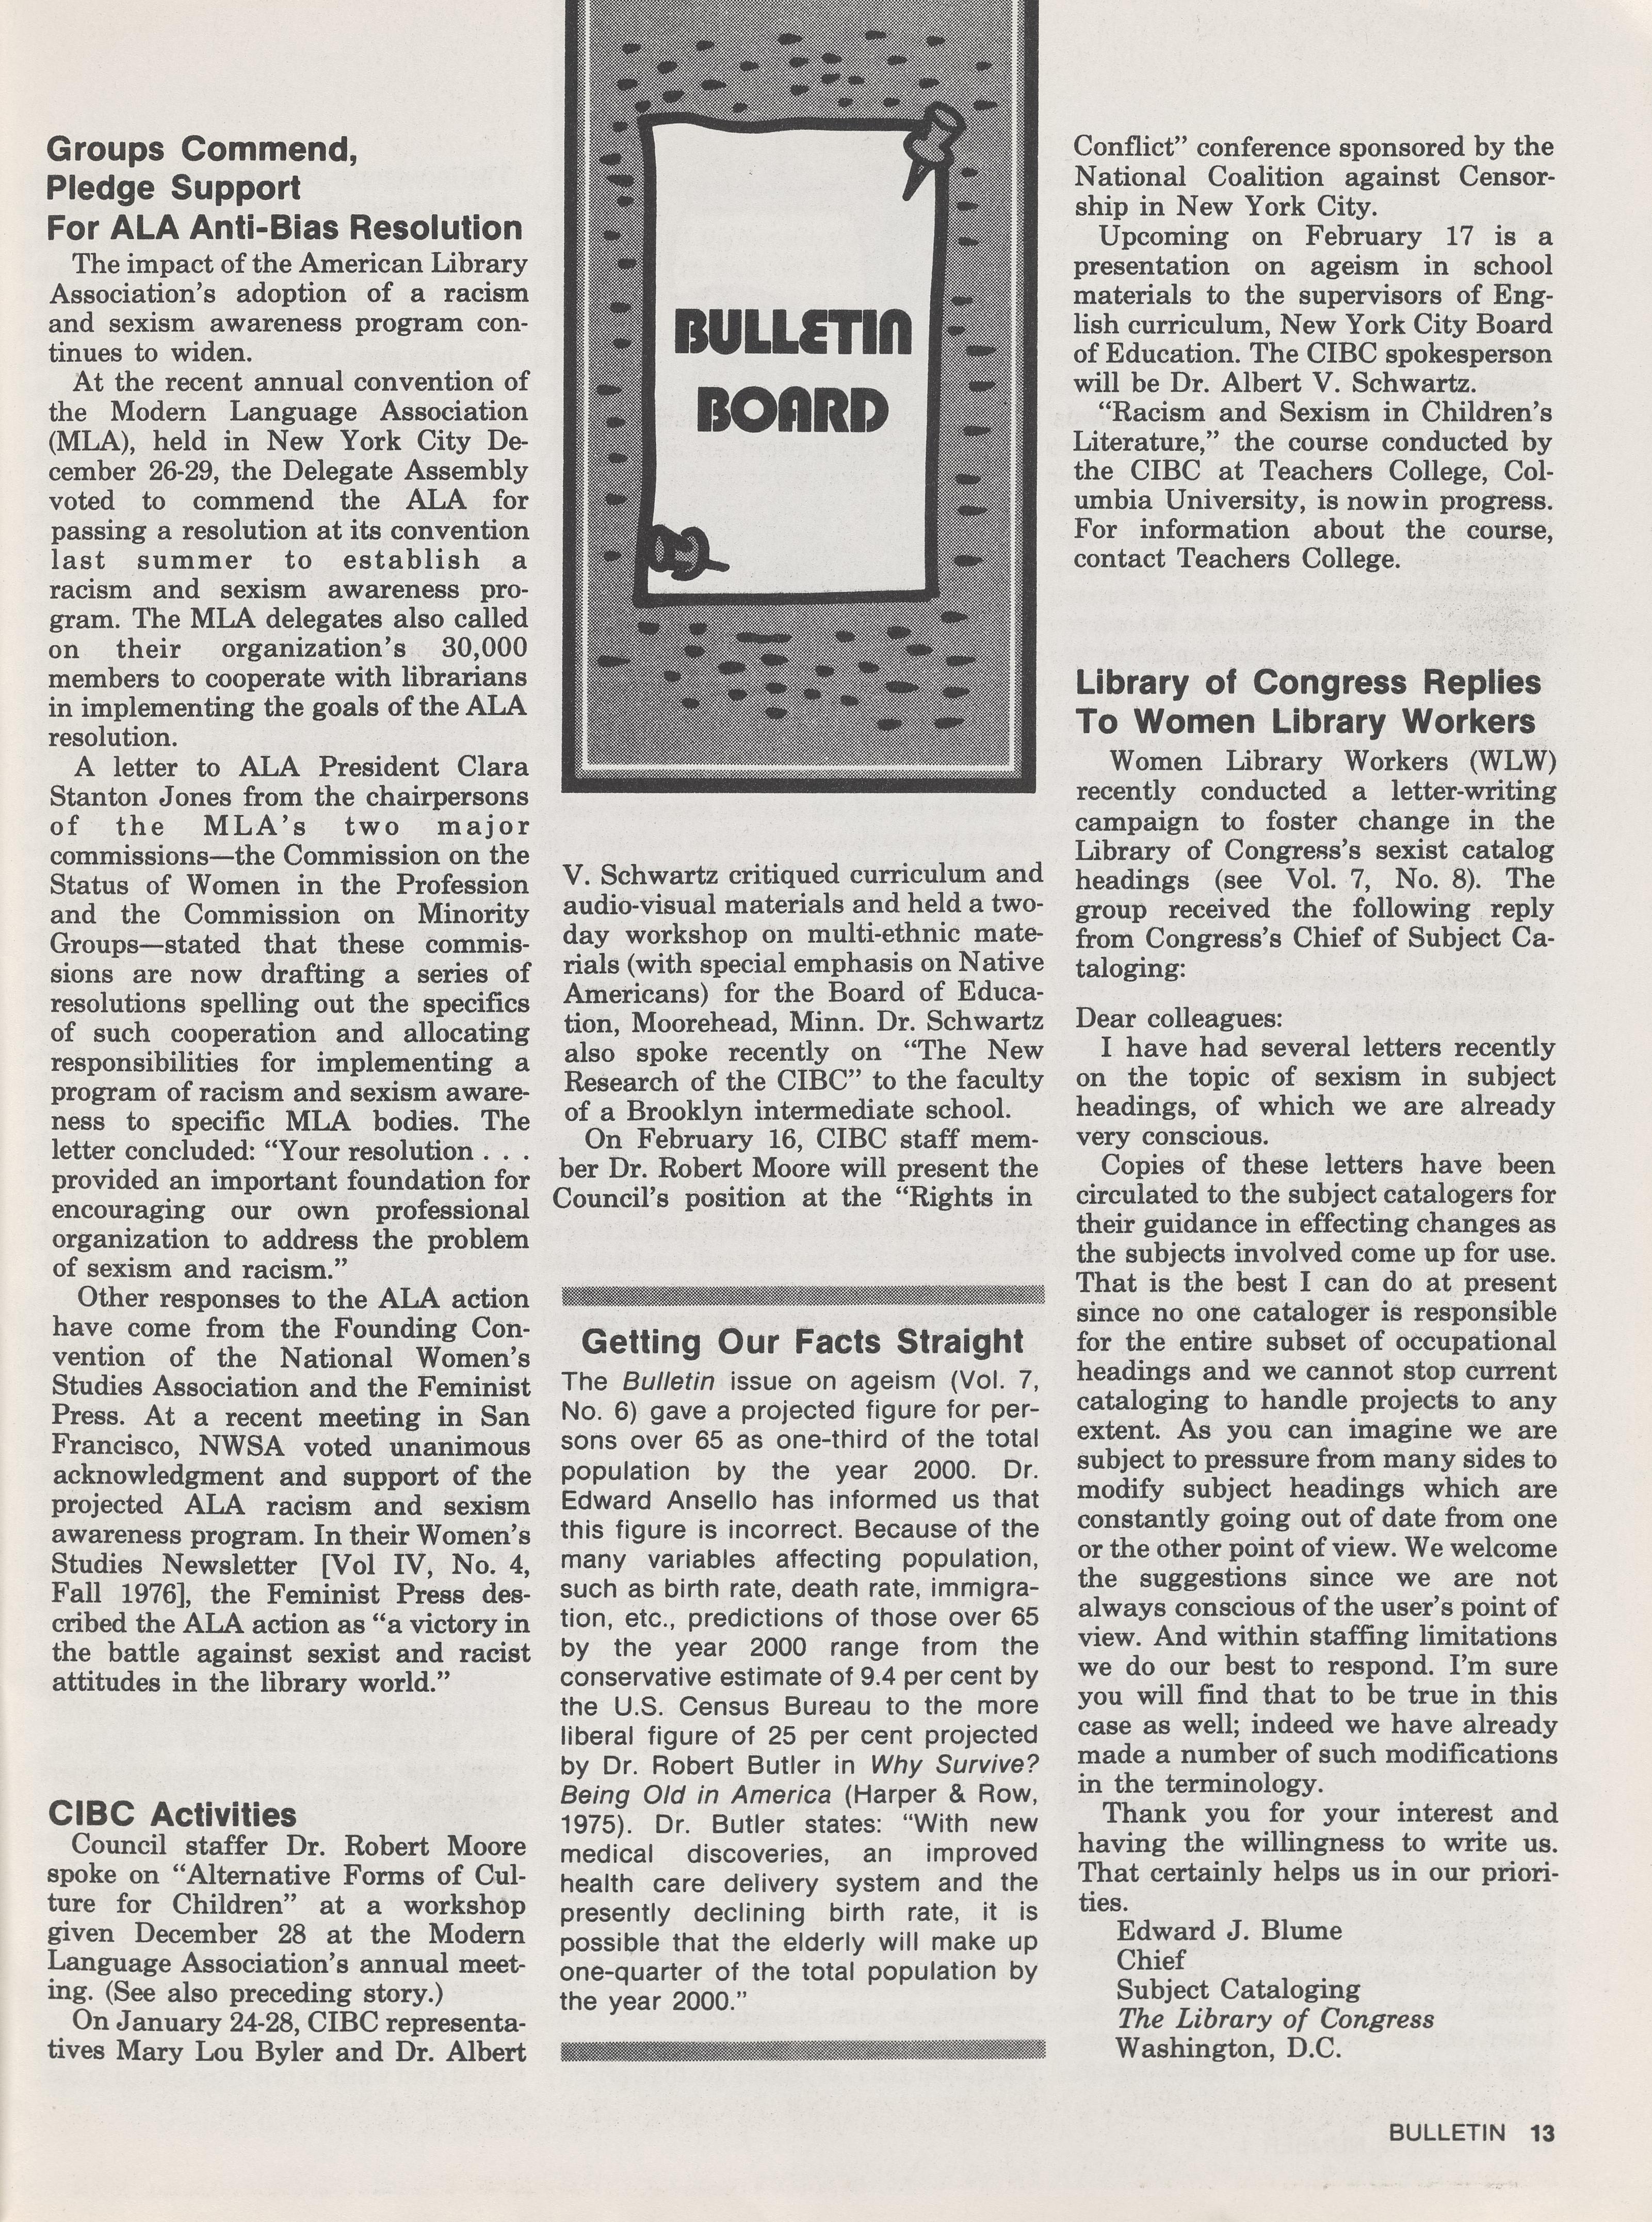 Groups Commend,
Pledge Support
For ALA Anti-Bias Resolution
The impact of the American Library
Association's adoption of a racism
and sexism awareness program con-
tinues to widen.
At the recent annual convention of
the Modern Language Association
(MLA), held in New York City De-
cember 26-29, the Delegate Assembly
voted to commend the ALA for
passing a resolution at its convention
last summer to establish a
racism and sexism awareness pro-
gram. The MLA delegates also called
on their organization's 30,000
members to cooperate with librarians
in implementing the goals of the ALA
resolution.
A letter to ALA President Clara
Stanton Jones from the chairpersons
of the MLA's two major
commissions—the Commission on the
Status of Women in the Profession
and the Commission on Minority
Groups—stated that these commis-
sions are now drafting a series of
resolutions spelling out the specifics
of such cooperation and allocating
responsibilities for implementing a
program of racism and sexism aware-
ness to specific MLA bodies. The
letter concluded: "Your resolution . . .
provided an important foundation for
encouraging our own professional
organization to address the problem
of sexism and racism."
Other responses to the ALA action
have come from the Founding Con-
vention of the National Women's
Studies Association and the Feminist
Press. At a recent meeting in San
Francisco, NWSA voted unanimous
acknowledgment and support of the
projected ALA racism and sexism
awareness program. In their Women's
Studies Newsletter [Vol IV, No. 4,
Fall 1976], the Feminist Press des-
cribed the ALA action as "a victory in
the battle against sexist and racist
attitudes in the library world."
CIBC Activities
Council staffer Dr. Robert Moore
spoke on "Alternative Forms of Cul-
ture for Children" at a workshop
given December 28 at the Modern
Language Association's annual meet-
ing. (See also preceding story.)
On January 24-28, CIBC representa-
tives Mary Lou Byler and Dr. Albert
BULLETIN
BOARD
V. Schwartz critiqued curriculum and
audio-visual materials and held a two-
day workshop on multi-ethnic mate-
rials (with special emphasis on Native
Americans) for the Board of Educa-
tion, Moorehead, Minn. Dr. Schwartz
also spoke recently on "The New
Research of the CIBC" to the faculty
of a Brooklyn intermediate school.
On February 16, CIBC staff mem-
ber Dr. Robert Moore will present the
Council's position at the "Rights in
Getting Our Facts Straight
The Bulletin issue on ageism (Vol. 7,
No. 6) gave a projected figure for per-
sons over 65 as one-third of the total
population by the year 2000. Dr.
Edward Ansello has informed us that
this figure is incorrect. Because of the
many variables affecting population,
such as birth rate, death rate, immigra-
tion, etc., predictions of those over 65
by the year 2000 range from the
conservative estimate of 9.4 per cent by
the U.S. Census Bureau to the more
liberal figure of 25 per cent projected
by Dr. Robert Butler in Why Survive?
Being Old in America (Harper & Row,
1975). Dr. Butler states: "With new
medical discoveries, an improved
health care delivery system and the
presently declining birth rate, it is
possible that the elderly will make up
one-quarter of the total population by
the year 2000."
Conflict" conference sponsored by the
National Coalition against Censor-
ship in New York City.
Upcoming on February 17 is a
presentation on ageism in school
materials to the supervisors of Eng-
lish curriculum, New York City Board
of Education. The CIBC spokesperson
will be Dr. Albert V. Schwartz.
"Racism and Sexism in Children's
Literature," the course conducted by
the CIBC at Teachers College, Col-
umbia University, is now in progress.
For information about the course,
contact Teachers College.
Library of Congress Replies
To Women Library Workers
Women Library Workers (WLW)
recently conducted a letter-writing
campaign to foster change in the
Library of Congress's sexist catalog
headings (see Vol. 7, No. 8). The
group received the following reply
from Congress's Chief of Subject Ca-
taloging:
Dear colleagues:
I have had several letters recently
on the topic of sexism in subject
headings, of which we are already
very conscious.
Copies of these letters have been
circulated to the subject catalogers for
their guidance in effecting changes as
the subjects involved come up for use.
That is the best I can do at present
since no one cataloger is responsible
for the entire subset of occupational
headings and we cannot stop current
cataloging to handle projects to any
extent. As you can imagine we are
subject to pressure from many sides to
modify subject headings which are
constantly going out of date from one
or the other point of view. We welcome
the suggestions since we are not
always conscious of the user's point of
view. And within staffing limitations
we do our best to respond. I'm sure
you will find that to be true in this
case as well; indeed we have already
made a number of such modifications
in the terminology.
Thank you for your interest and
having the willingness to write us.
That certainly helps us in our priori-
ties.
Edward J. Blume
Chief
Subject Cataloging
The Library of Congress
Washington, D.C.
BULLETIN 13